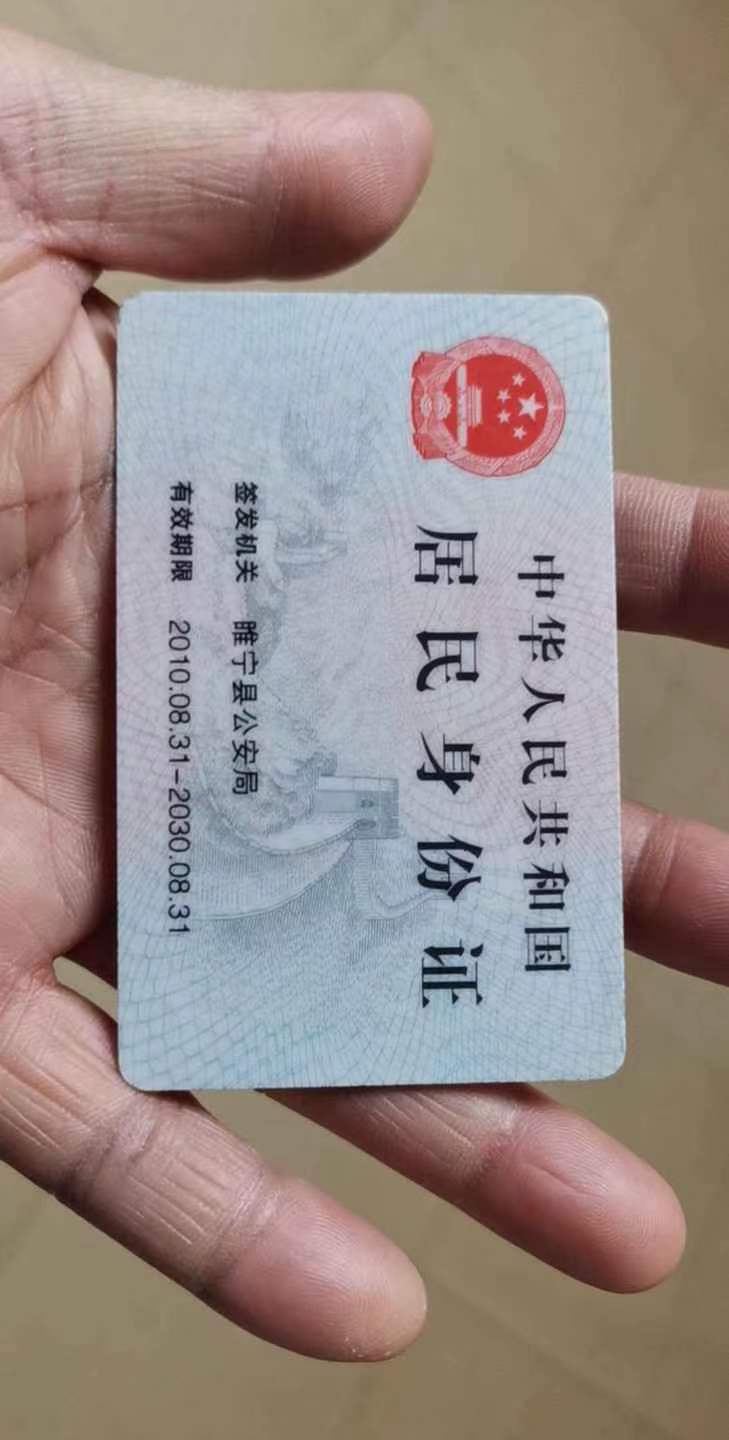 中华人民共和国
居民身份证
签发机关 睢宁县公安局
有效期限 2010.08.31-2030.08.31